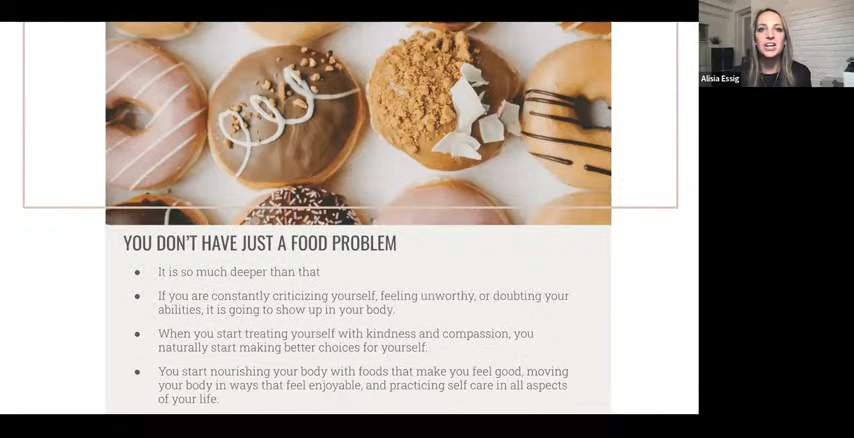 Alisia Essig
YOU DON'T HAVE JUST A FOOD PROBLEM
● It is so much deeper than that
● If you are constantly criticizing yourself, feeling unworthy, or doubting your
abilities, it is going to show up in your body.
● When you start treating yourself with kindness and compassion, you
naturally start making better choices for yourself.
● You start nourishing your body with foods that make you feel good, moving
your body in ways that feel enjoyable, and practicing self care in all aspects
of your life.